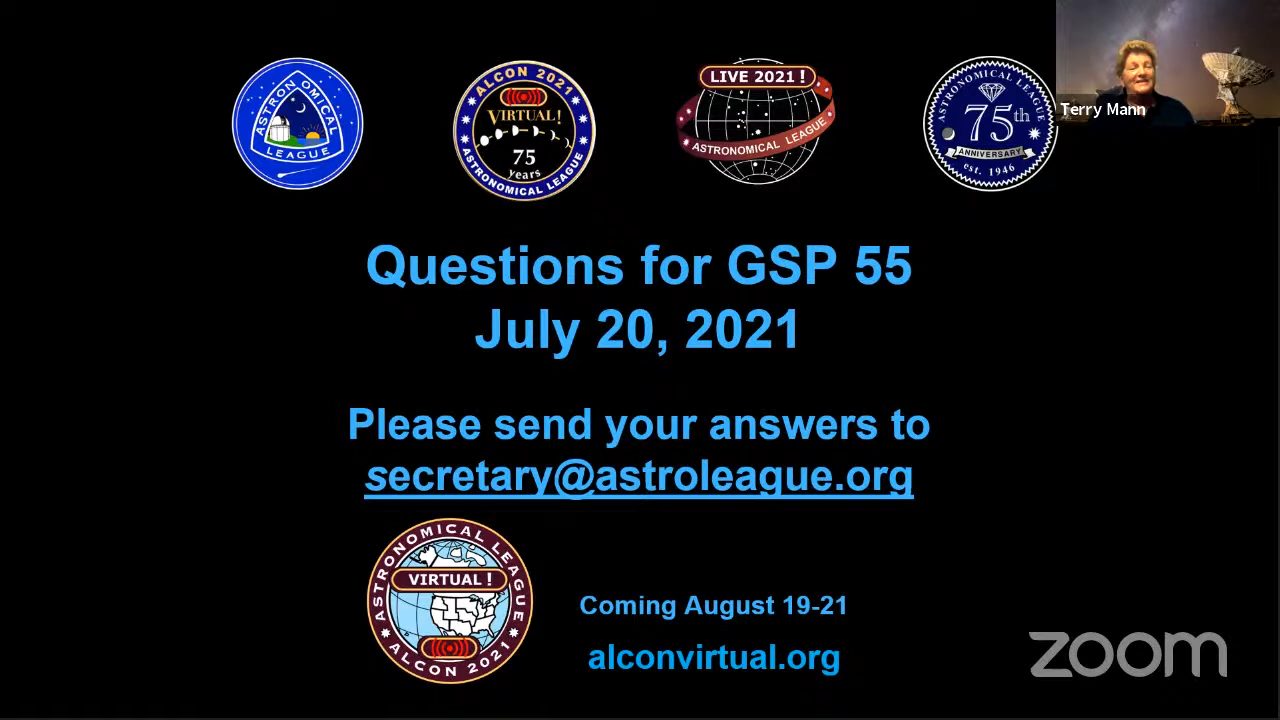 ASTRONOMICAL
LEAGUE
ALCON 2021
VIRTUAL!
75
years
ASTRONOMICAL LEAGUE
LIVE 2021!
ASTRONOMICAL LEAGUE
ASTRONOMICAL LEAGUE
75th
ANNIVERSARY
est. 1946
Terry Mann
Questions for GSP 55
July 20, 2021
Please send your answers to
secretary@astroleague.org
ASTRONOMICAL LEAGUE
VIRTUAL!
ALCON 2021
Coming August 19-21
alconvirtual.org
zoom